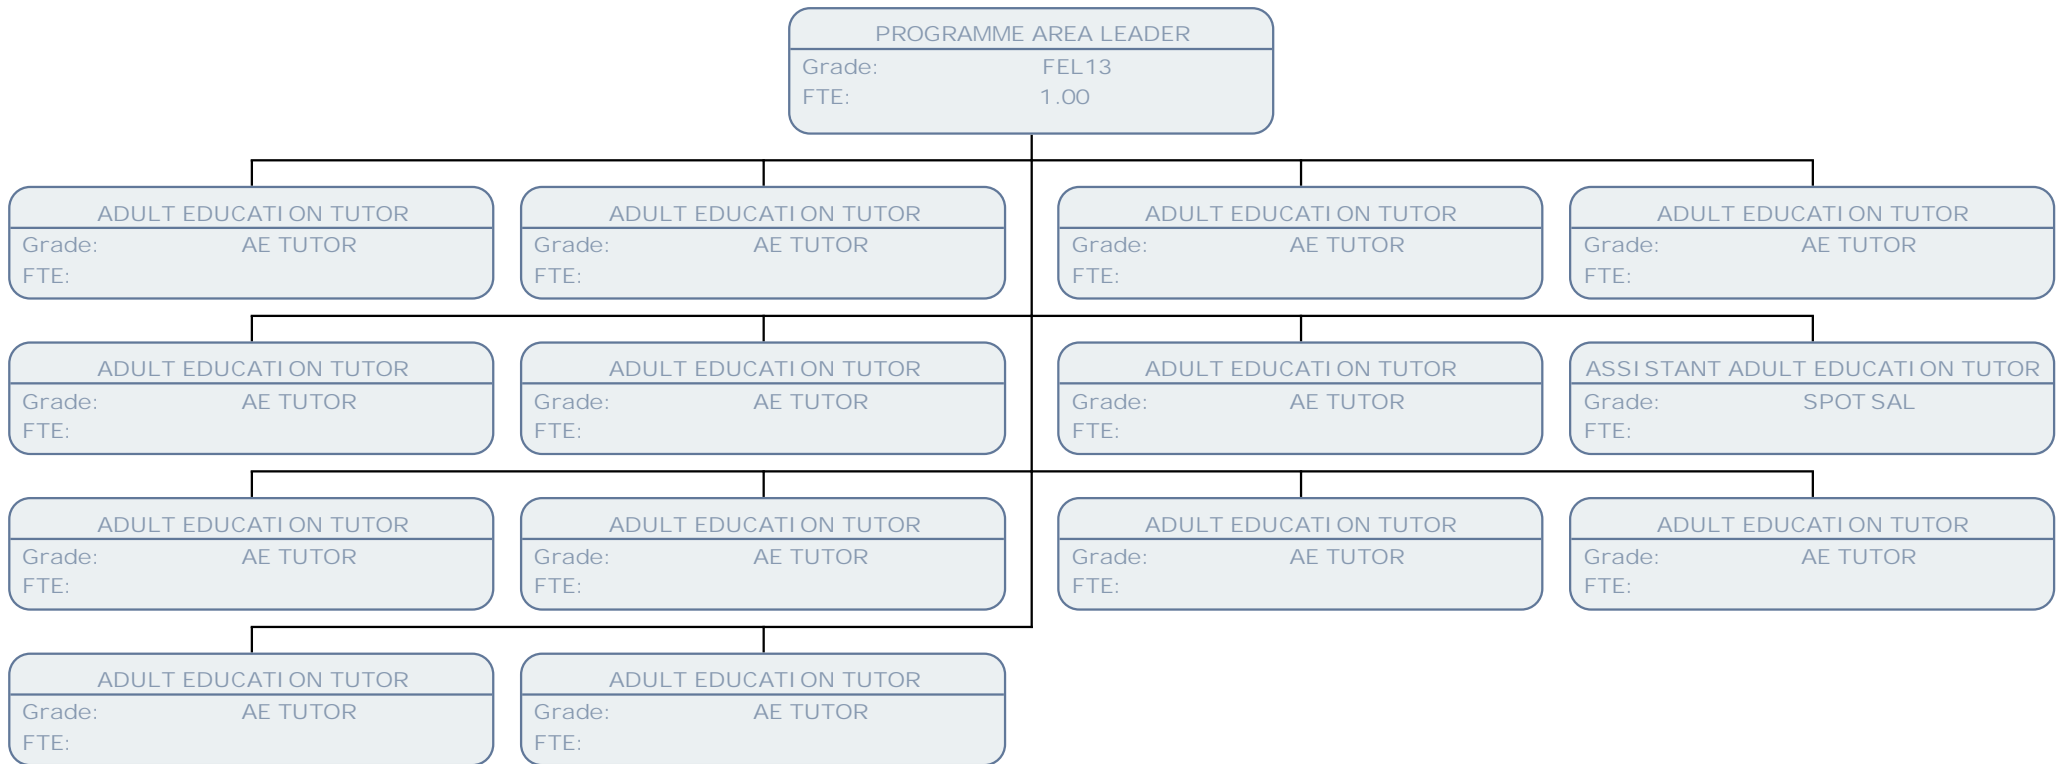 PROGRAMME AREA LEADER
Grade: FEL13
FTE: 1.00
ADULT EDUCATION TUTOR
Grade: AE TUTOR
FTE:
ADULT EDUCATION TUTOR
Grade: AE TUTOR
FTE:
ADULT EDUCATION TUTOR
Grade: AE TUTOR
FTE:
ADULT EDUCATION TUTOR
Grade: AE TUTOR
FTE:
ADULT EDUCATION TUTOR
Grade: AE TUTOR
FTE:
ADULT EDUCATION TUTOR
Grade: AE TUTOR
FTE:
ADULT EDUCATION TUTOR
Grade: AE TUTOR
FTE:
ASSISTANT ADULT EDUCATION TUTOR
Grade: SPOT SAL
FTE:
ADULT EDUCATION TUTOR
Grade: AE TUTOR
FTE:
ADULT EDUCATION TUTOR
Grade: AE TUTOR
FTE:
ADULT EDUCATION TUTOR
Grade: AE TUTOR
FTE:
ADULT EDUCATION TUTOR
Grade: AE TUTOR
FTE:
ADULT EDUCATION TUTOR
Grade: AE TUTOR
FTE:
ADULT EDUCATION TUTOR
Grade: AE TUTOR
FTE: